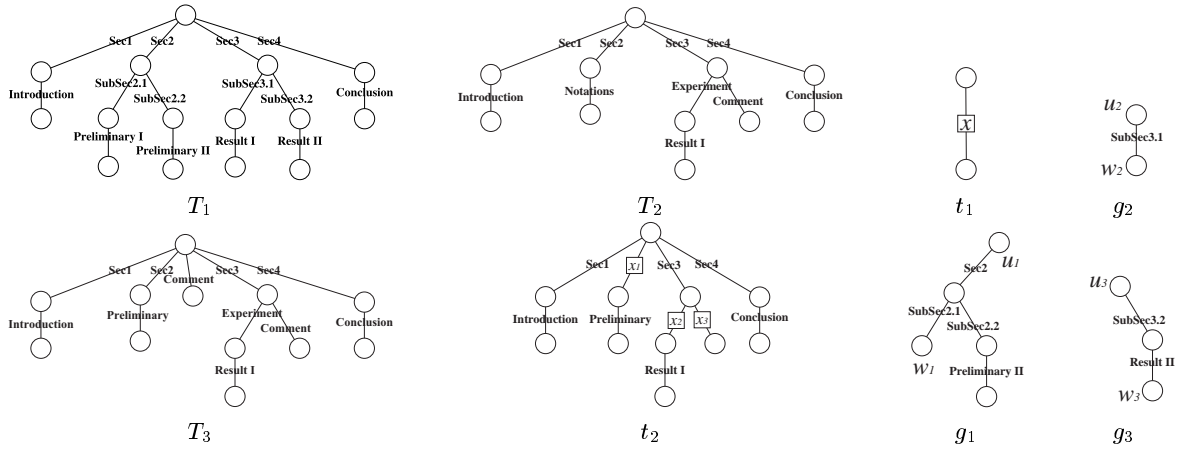 Sec1 Sec2 Sec3 Sec4
SubSec2.1 SubSec3.1
Introduction SubSec2.2 SubSec3.2 Conclusion
Preliminary I Result I Result II
Preliminary II
T1
Sec1 Sec2 Sec3 Sec4
Experiment
Introduction Notations Comment Conclusion
Result I
T2
x
t1
u2
SubSec3.1
w2
g2
Sec1 Sec2 Sec3 Sec4
Comment
Introduction Preliminary Experiment Conclusion
Comment
Result I
T3
Sec1 x1 Sec3 Sec4
Introduction Preliminary x2 x3 Conclusion
Result I
t2
Sec2 u1
SubSec2.1
SubSec2.2
w1 Preliminary II
g1
u3
SubSec3.2
Result II
w3
g3